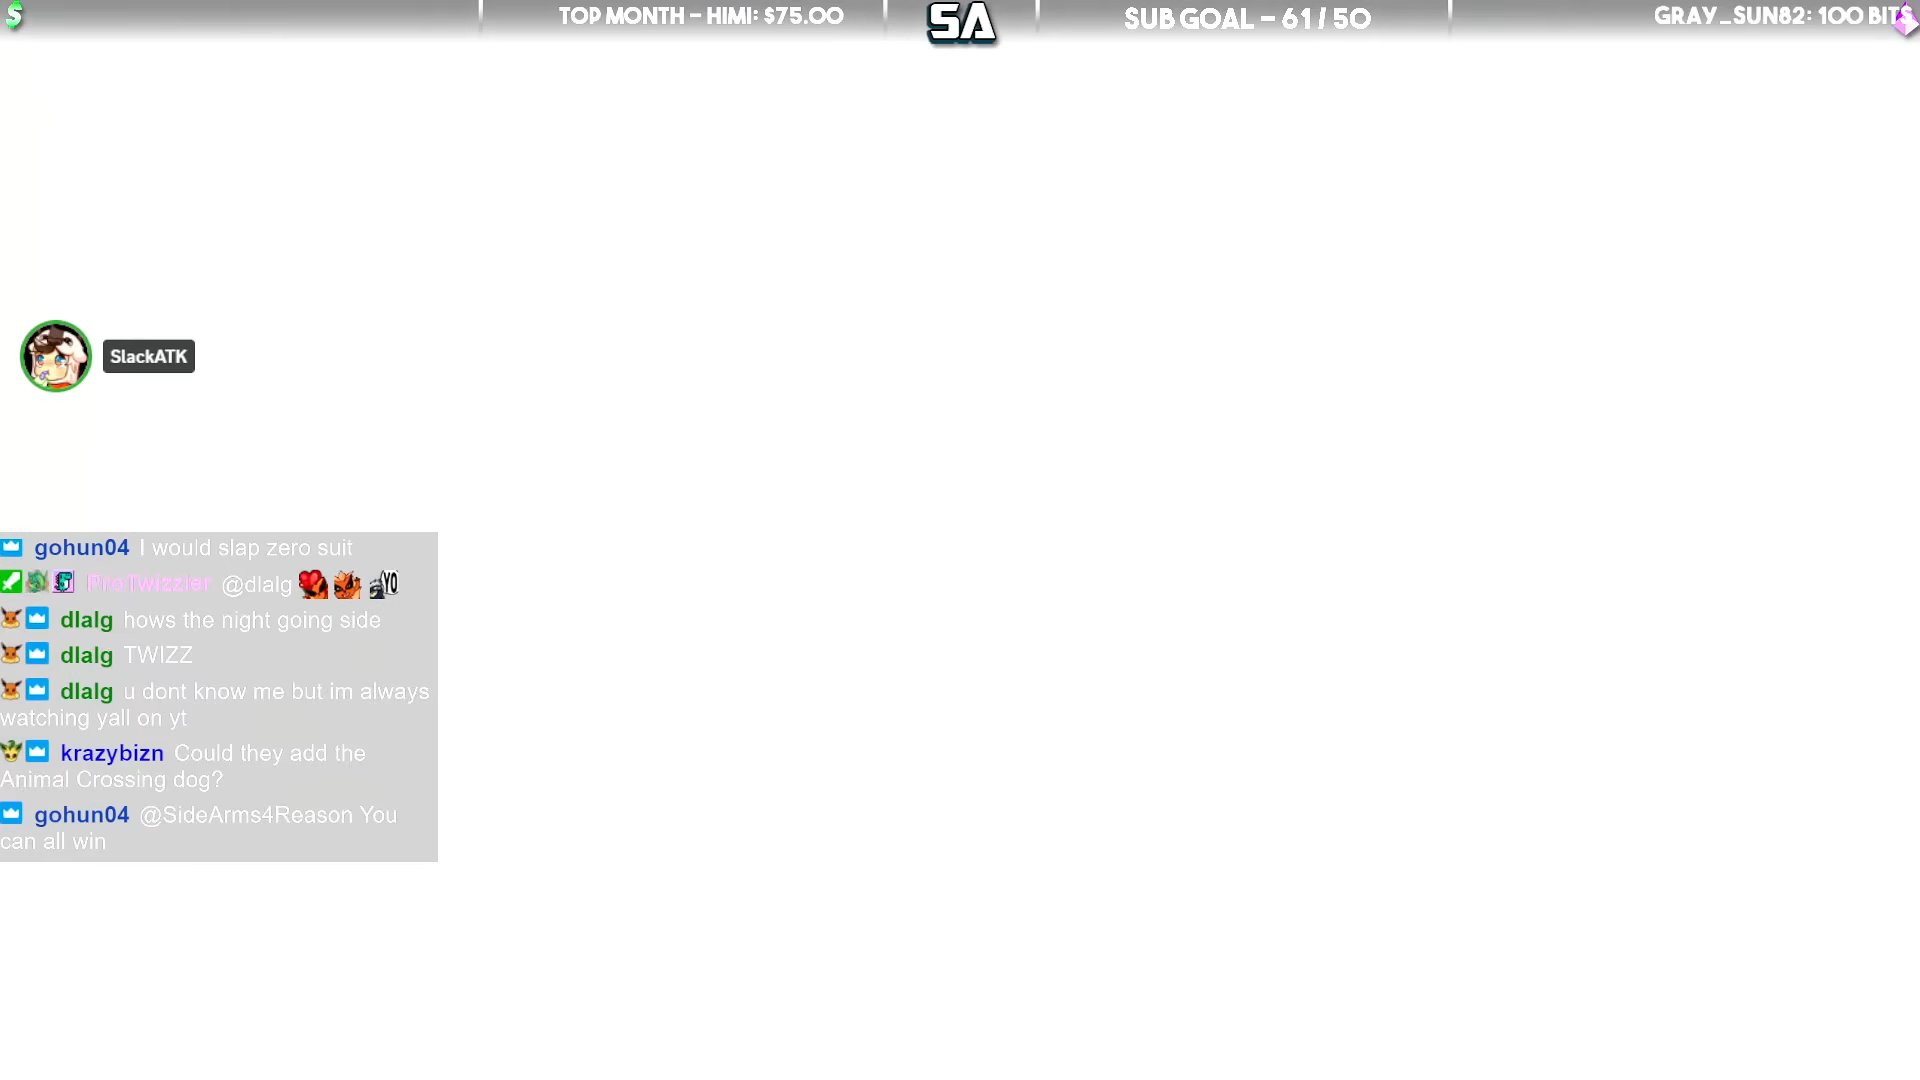 TOP MONTH - HIMI: $75.00
SA
SUB GOAL - 61 / 50
GRAY_SUN82: 100 BITS
SlackATK
gohun04 I would slap zero suit
ProTwizzler @dlalg YO
dlalg hows the night going side
dlalg TWIZZ
dlalg u dont know me but im always
watching yall on yt
krazybizn Could they add the
Animal Crossing dog?
gohun04 @SideArms4Reason You
can all win